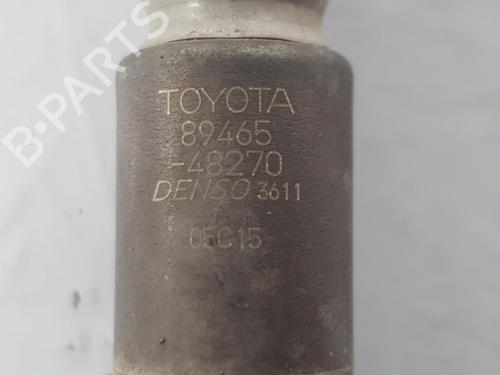 B-PARTS
TOYOTA
89465
-48270
DENSO 3611
05C15